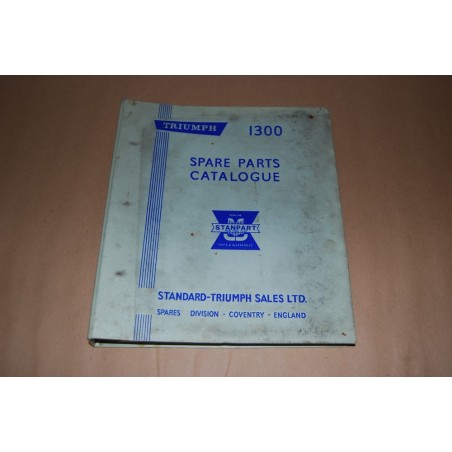 TRIUMPH 1300
SPARE PARTS
CATALOGUE
STANPART
STANDARD-TRIUMPH SALES LTD.
SPARES DIVISION - COVENTRY - ENGLAND